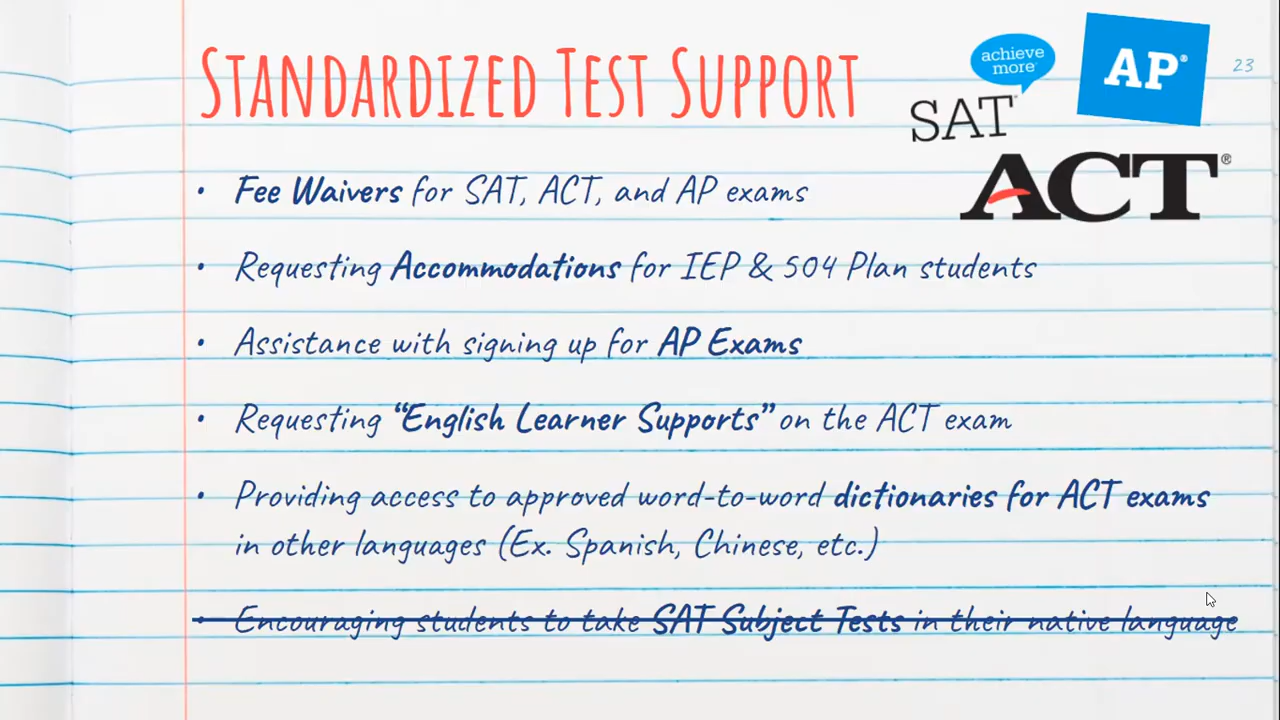 STANDARDIZED TEST SUPPORT
achieve
more
SAT
AP®
23
ACT®
• Fee Waivers for SAT, ACT, and AP exams
• Requesting Accommodations for IEP & 504 Plan students
• Assistance with signing up for AP Exams
• Requesting “English Learner Supports” on the ACT exam
• Providing access to approved word-to-word dictionaries for ACT exams
in other languages (Ex. Spanish, Chinese, etc.)
• Encouraging students to take SAT Subject Tests in their native language